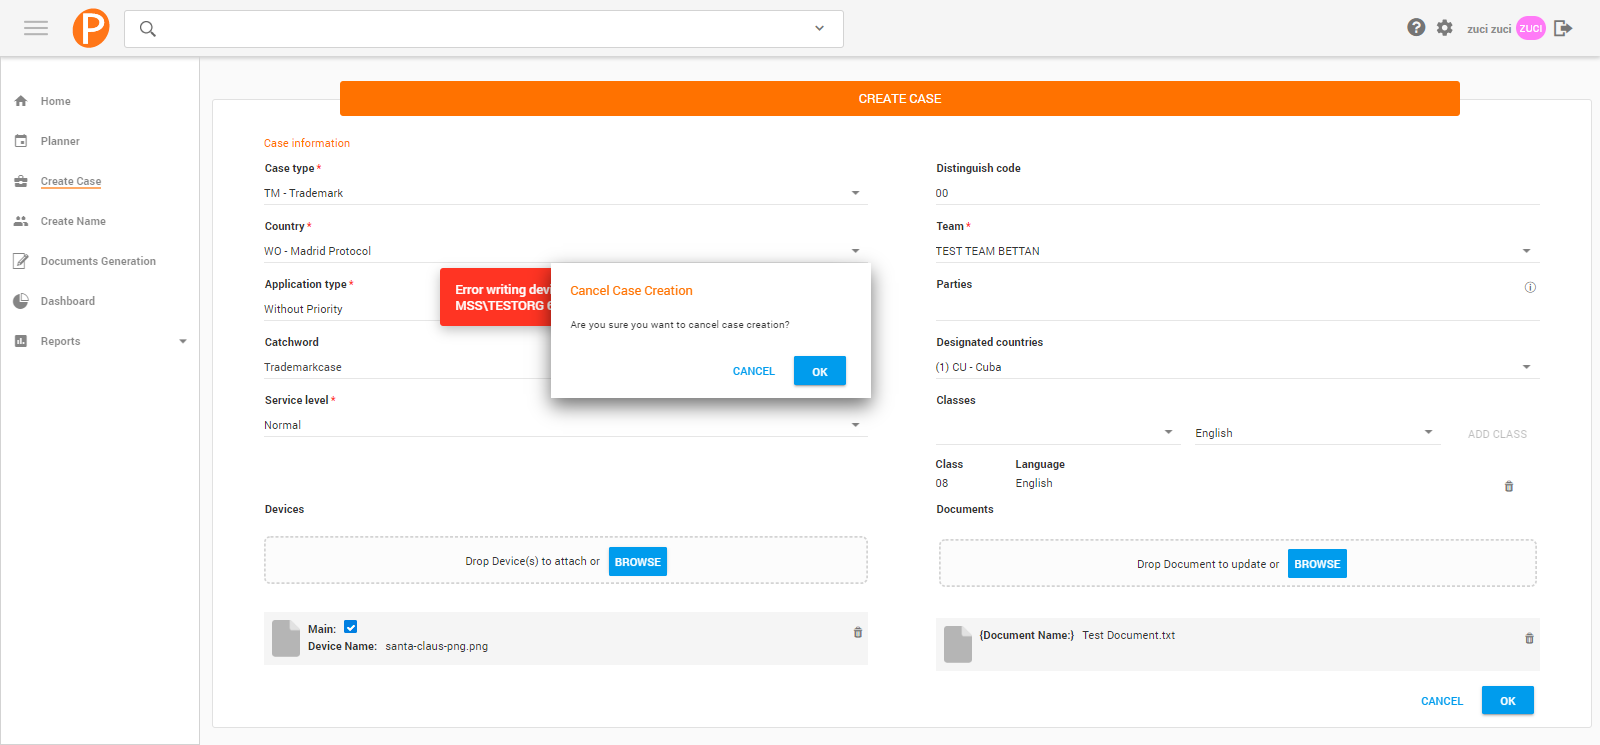 P
zuci zuci ZUCI
Home
Planner
Create Case
Create Name
Documents Generation
Dashboard
Reports
CREATE CASE
Case information
Case type *
TM - Trademark
Distinguish code
00
Country *
WO - Madrid Protocol
Team *
TEST TEAM BETTAN
Application type *
Without Priority
Parties
Error writing
MSS\TESTORG
Cancel Case Creation
Are you sure you want to cancel case creation?
CANCEL OK
Catchword
Trademarkcase
Designated countries
(1) CU - Cuba
Service level *
Normal
Classes
English ADD CLASS
Class Language
08 English
Devices
Drop Device(s) to attach or BROWSE
Main:
Device Name: santa-claus-png.png
Documents
Drop Document to update or BROWSE
{Document Name:} Test Document.txt
CANCEL OK